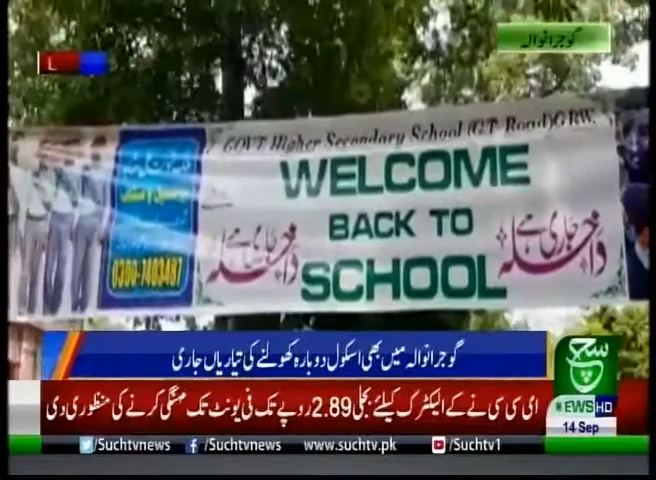 گوجرانوالہ
GOVT Higher Secondary School (GT Road) GRW.
WELCOME
BACK TO
SCHOOL
داخلہ جاری ہے
داخلہ جاری ہے
0300-7403487
گوجرانوالہ میں بھی اسکول دوبارہ کھولنے کی تیاریاں جاری
ای سی سی نے کے الیکٹرک کیلئے بجلی 2.89 روپے تک فی یونٹ تک مہنگی کرنے کی منظوری دی
سچ
NEWS HD
14 Sep
/Suchtvnews
/Suchtvnews
www.suchtv.pk
/Suchtv1